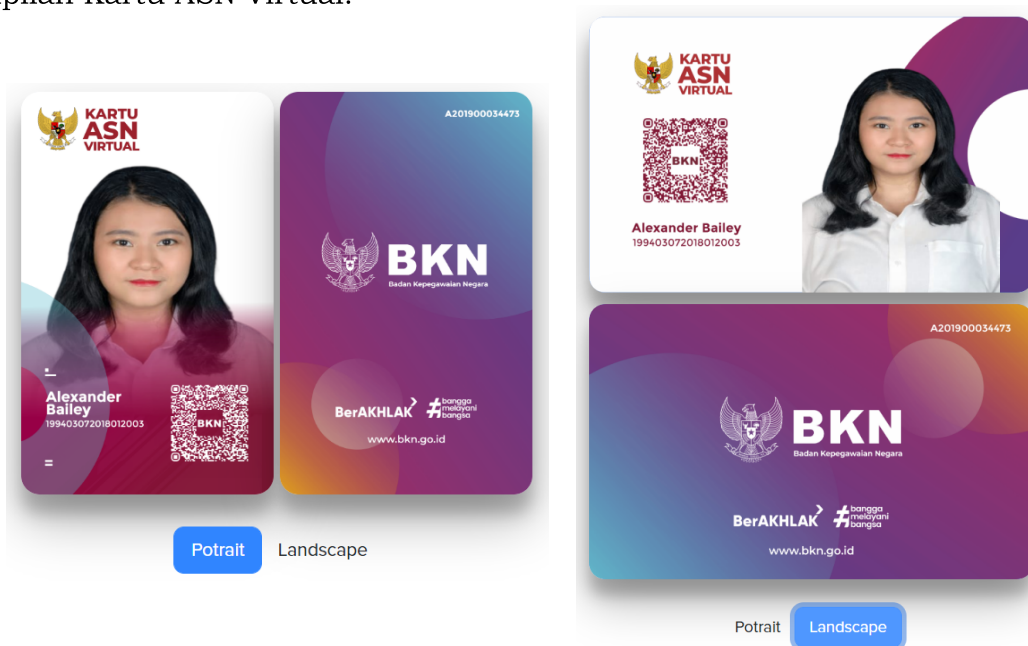 Kartu ASN Virtual.
KARTU
ASN
VIRTUAL
Alexander
Bailey
199403072018012003
BKN
A201900034473
BKN
Badan Kepegawaian Negara
BerAKHLAK
#bangga
melayani
bangsa
www.bkn.go.id
Potrait
Landscape
KARTU
ASN
VIRTUAL
BKN
Alexander Bailey
199403072018012003
A201900034473
BKN
Badan Kepegawaian Negara
BerAKHLAK
#bangga
melayani
bangsa
www.bkn.go.id
Potrait
Landscape